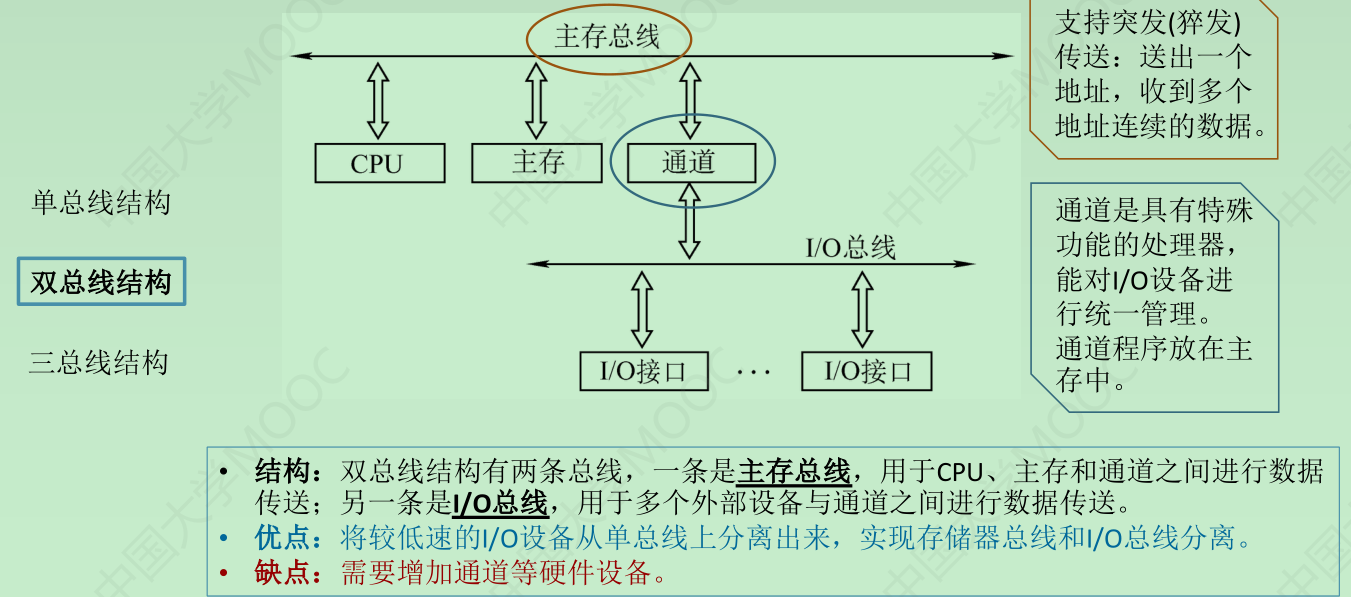 主存总线
支持突发(猝发)
传送：送出一个
地址，收到多个
地址连续的数据。
CPU
主存
通道
单总线结构
双总线结构
三总线结构
I/O总线
通道是具有特殊
功能的处理器，
能对I/O设备进
行统一管理。
通道程序放在主
存中。
I/O接口
···
I/O接口
• 结构：双总线结构有两条总线，一条是主存总线，用于CPU、主存和通道之间进行数据
传送；另一条是I/O总线，用于多个外部设备与通道之间进行数据传送。
• 优点：将较低速的I/O设备从单总线上分离出来，实现存储器总线和I/O总线分离。
• 缺点：需要增加通道等硬件设备。
中国大学MOOC